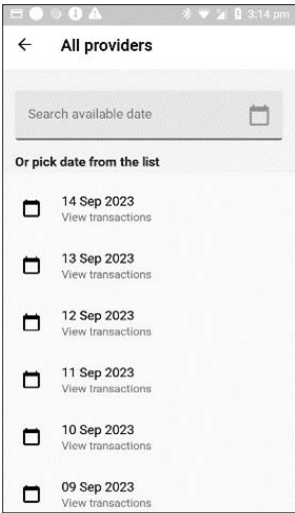 3:14 pm
All providers
Search available date
Or pick date from the list
14 Sep 2023
View transactions
13 Sep 2023
View transactions
12 Sep 2023
View transactions
11 Sep 2023
View transactions
10 Sep 2023
View transactions
09 Sep 2023
View transactions